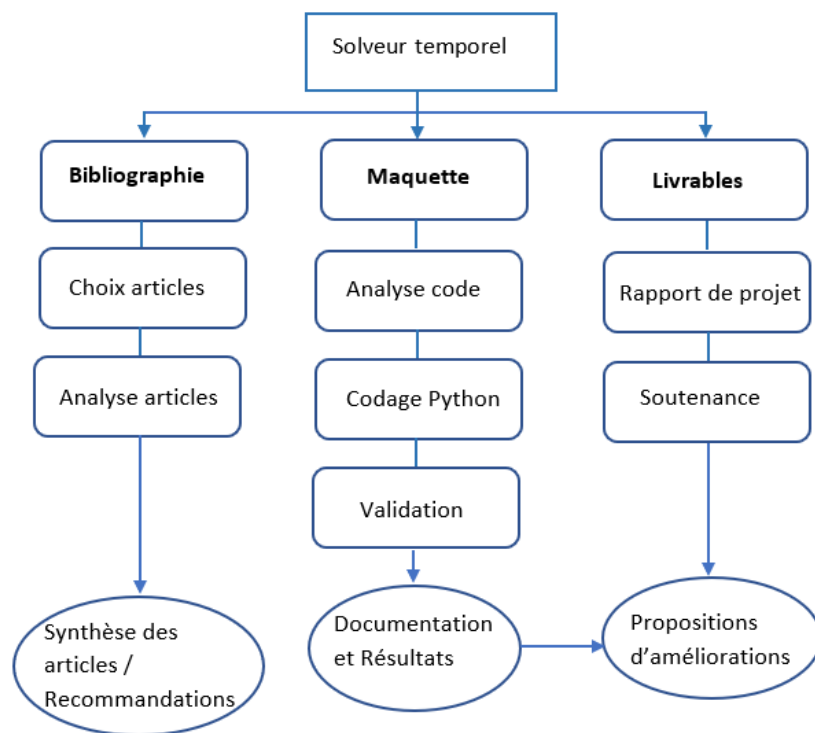 Solveur temporel
Bibliographie
Maquette
Livrables
Choix articles
Analyse code
Rapport de projet
Analyse articles
Codage Python
Soutenance
Validation
Synthèse des
articles /
Recommandations
Documentation
et Résultats
Propositions
d’améliorations